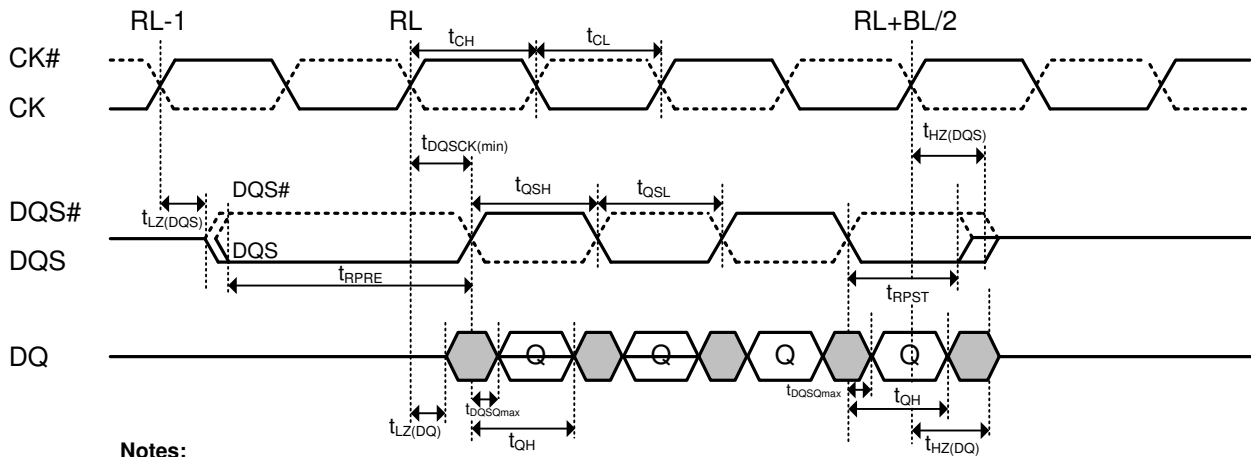 RL-1 RL RL+BL/2
tCH tCL
CK#
CK
tDQSCK(min) tHZ(DQS)
DQS# tQSH tQSL
DQS#
tLZ(DQS)
DQS
DQS
tRPRE tRPST
DQ Q Q Q Q
tDQSQmax tDQSQmax
tLZ(DQ) tQH tQH
tHZ(DQ)
Notes: